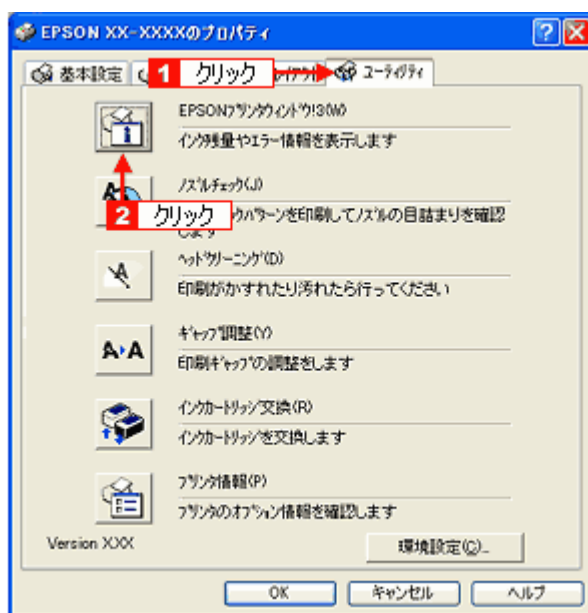 EPSON XX-XXXXのプロパティ
基本設定
1 クリック
ユーティリティ
EPSONプリンタウィンドウ!3(W)
インク残量やエラー情報を表示します
ノズルチェック(J)
2 クリック
パターンを印刷してノズルの目詰まりを確認
します
ヘッドクリーニング(D)
印刷がかすれたり汚れたら行ってください
ギャップ調整(Y)
印刷ギャップの調整をします
インクカートリッジ交換(R)
インクカートリッジを交換します
プリンタ情報(P)
プリンタのオプション情報を確認します
Version XXX
環境設定(C)...
OK
キャンセル
ヘルプ